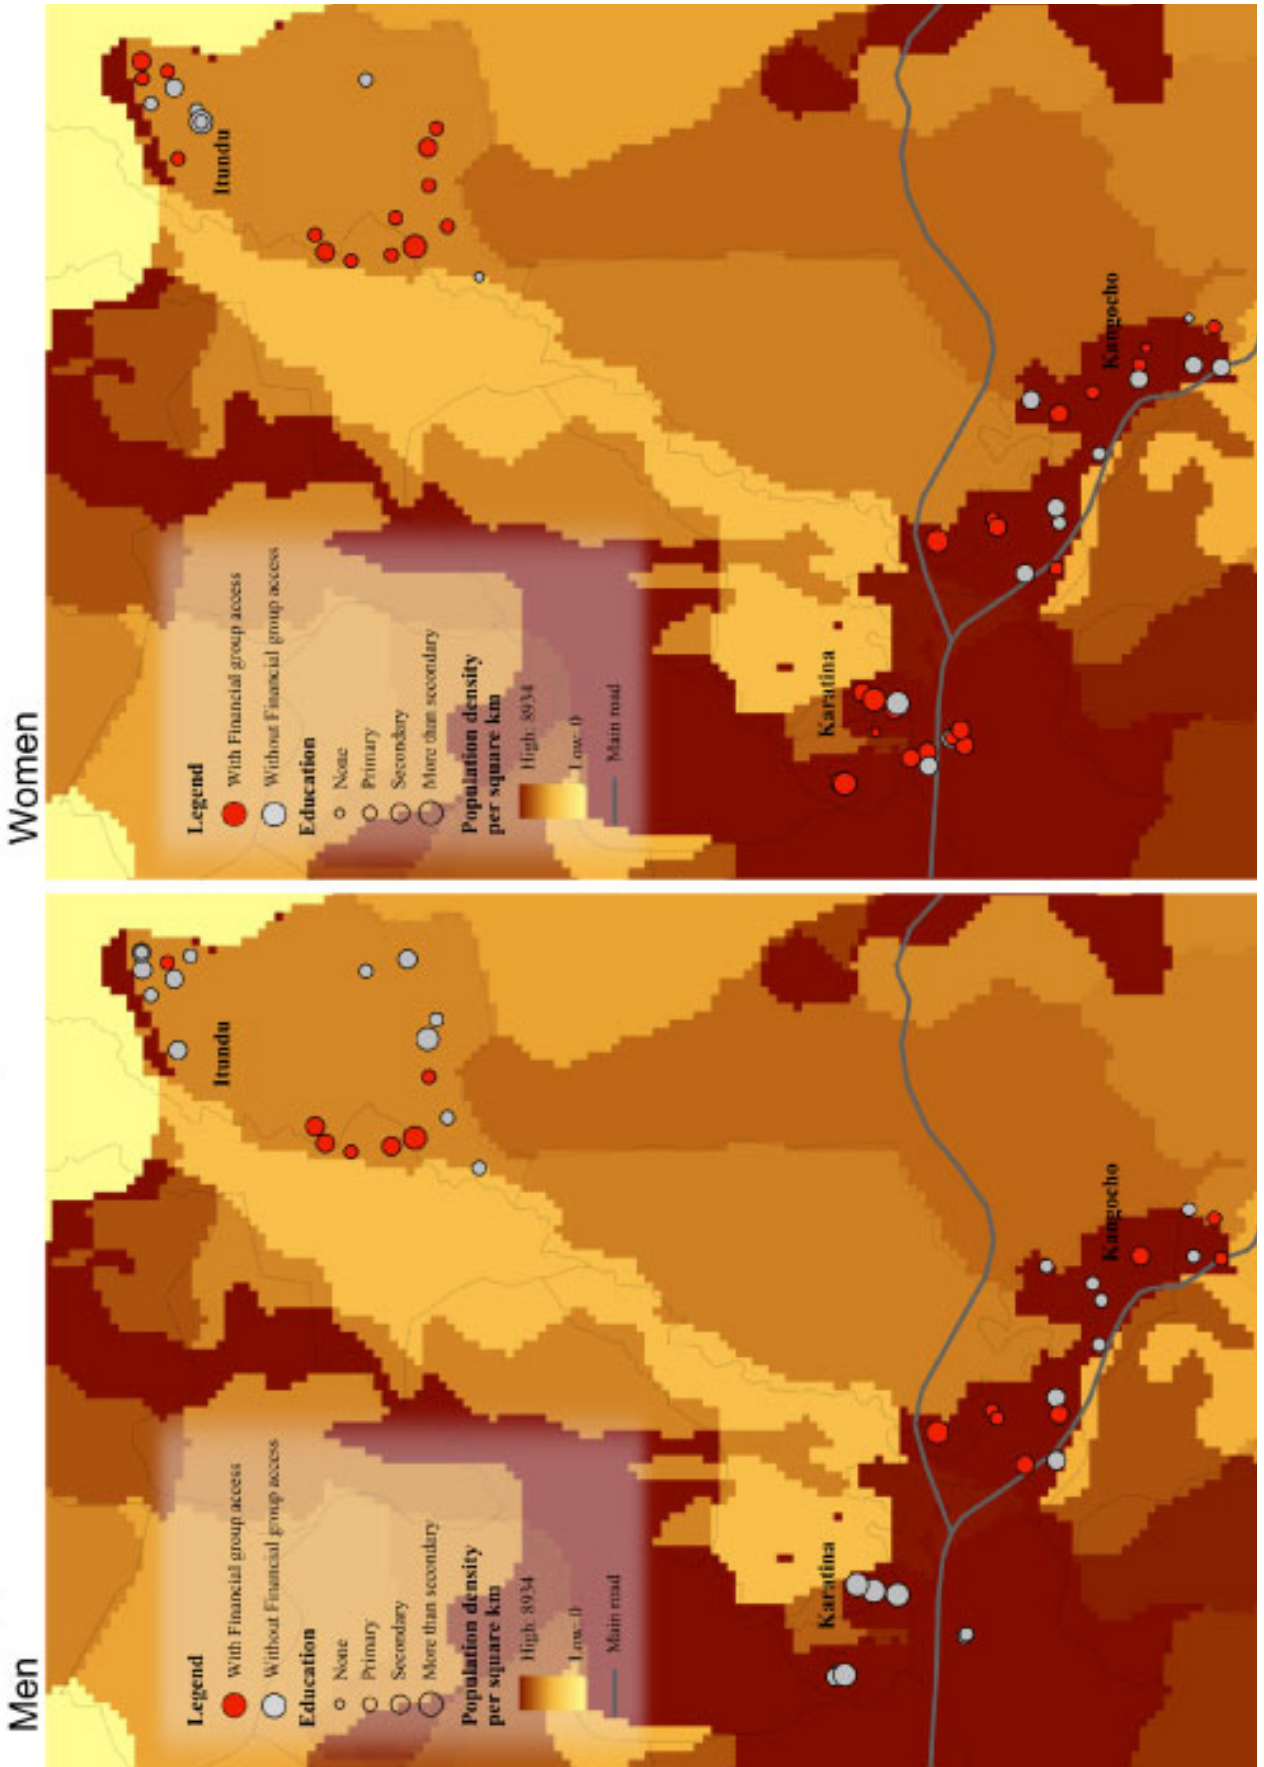 Men
Legend
With Financial group access
Without Financial group access
Education
None
Primary
Secondary
More than secondary
Population density
per square km
High: 8934
Low: 0
Main road
Itundu
Karatina
Kangocho
Women
Legend
With Financial group access
Without Financial group access
Education
None
Primary
Secondary
More than secondary
Population density
per square km
High: 8934
Low: 0
Main road
Itundu
Karatina
Kangocho